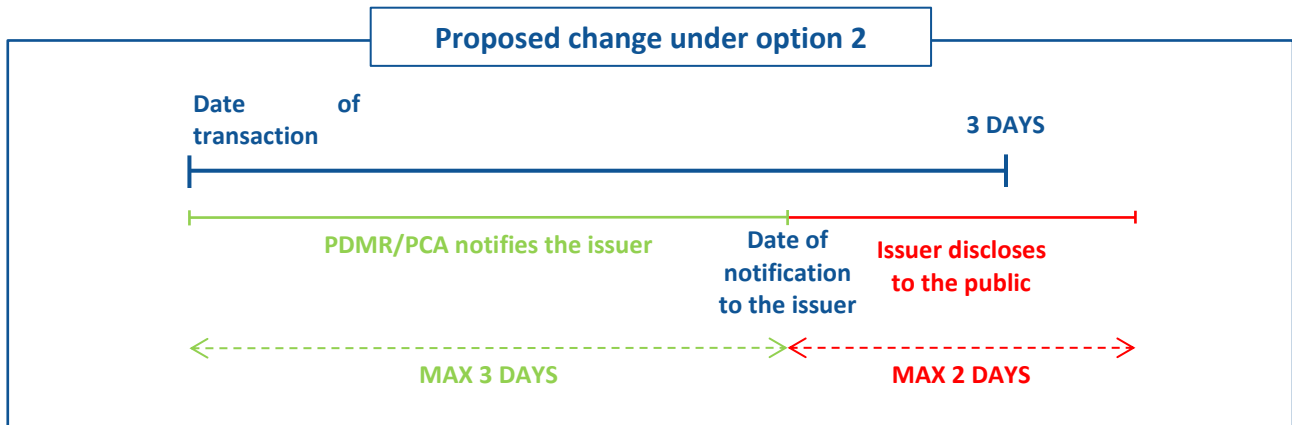 Proposed change under option 2
Date of
transaction
3 DAYS
PDMR/PCA notifies the issuer
Date of
notification
to the issuer
Issuer discloses
to the public
MAX 3 DAYS
MAX 2 DAYS